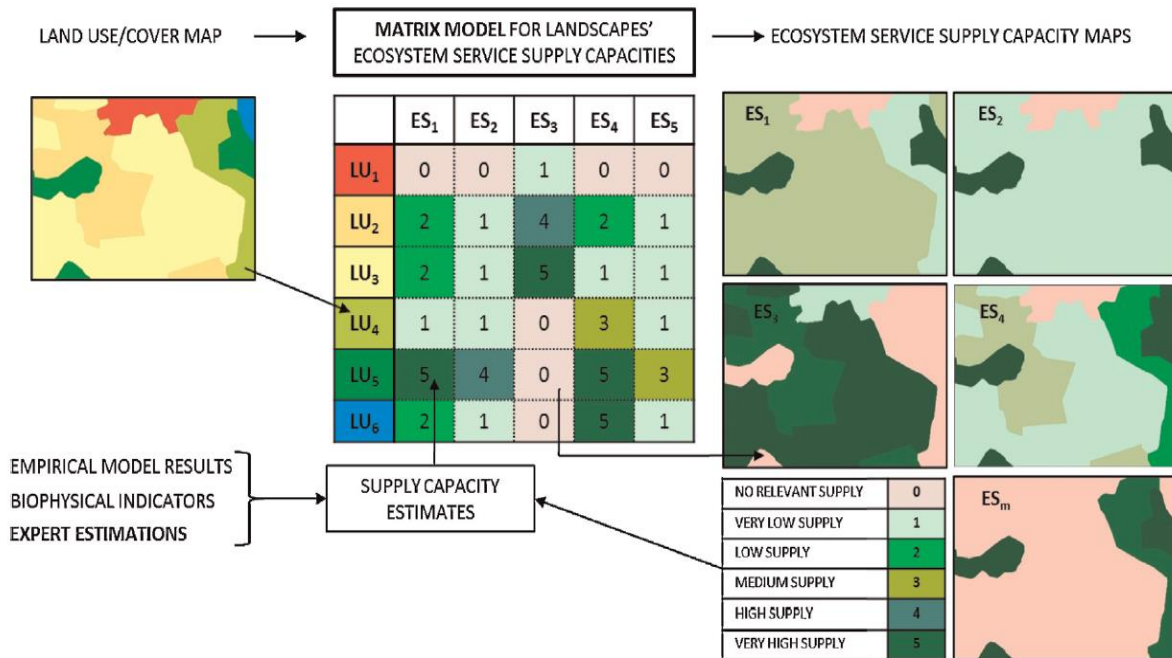 LAND USE/COVER MAP
MATRIX MODEL FOR LANDSCAPES'
ECOSYSTEM SERVICE SUPPLY CAPACITIES
ECOSYSTEM SERVICE SUPPLY CAPACITY MAPS
ES₁ ES₂ ES₃ ES₄ ES₅
LU₁ 0 0 1 0 0
LU₂ 2 1 4 2 1
LU₃ 2 1 5 1 1
LU₄ 1 1 0 3 1
LU₅ 5 4 0 5 3
LU₆ 2 1 0 5 1
EMPIRICAL MODEL RESULTS
BIOPHYSICAL INDICATORS
EXPERT ESTIMATIONS
SUPPLY CAPACITY
ESTIMATES
ES₁
ES₂
ES₃
ES₄
NO RELEVANT SUPPLY 0
VERY LOW SUPPLY 1
LOW SUPPLY 2
MEDIUM SUPPLY 3
HIGH SUPPLY 4
VERY HIGH SUPPLY 5
ESₘ